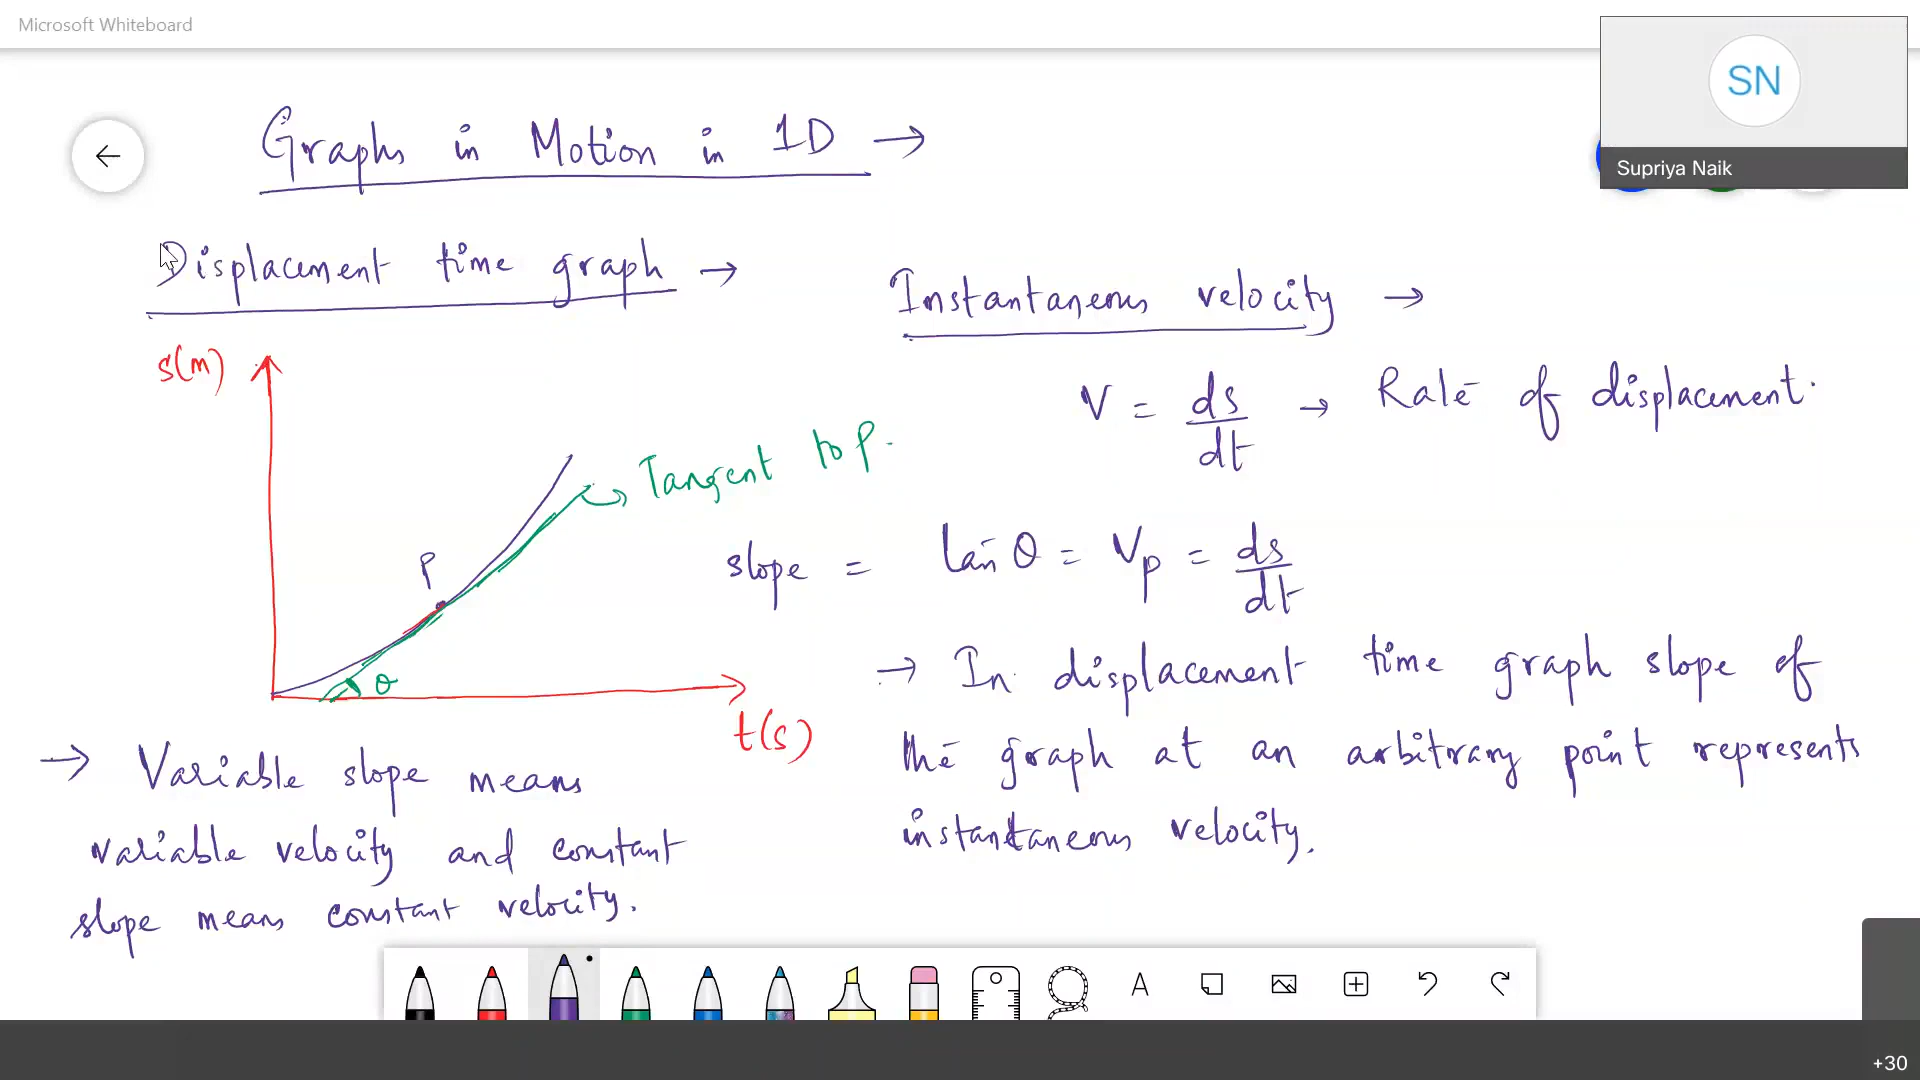 Microsoft Whiteboard
SN
Supriya Naik
Graphs in Motion in 1D →
Displacement time graph →
s(m)
Tangent to P.
P
θ
t(s)
→ Variable slope means
variable velocity and constant
slope means constant velocity.
Instantaneous velocity →
V = ds/dt → Rate of displacement.
slope = tan θ = Vp = ds/dt
→ In displacement time graph slope of
the graph at an arbitrary point represents
instantaneous velocity.
A
+30